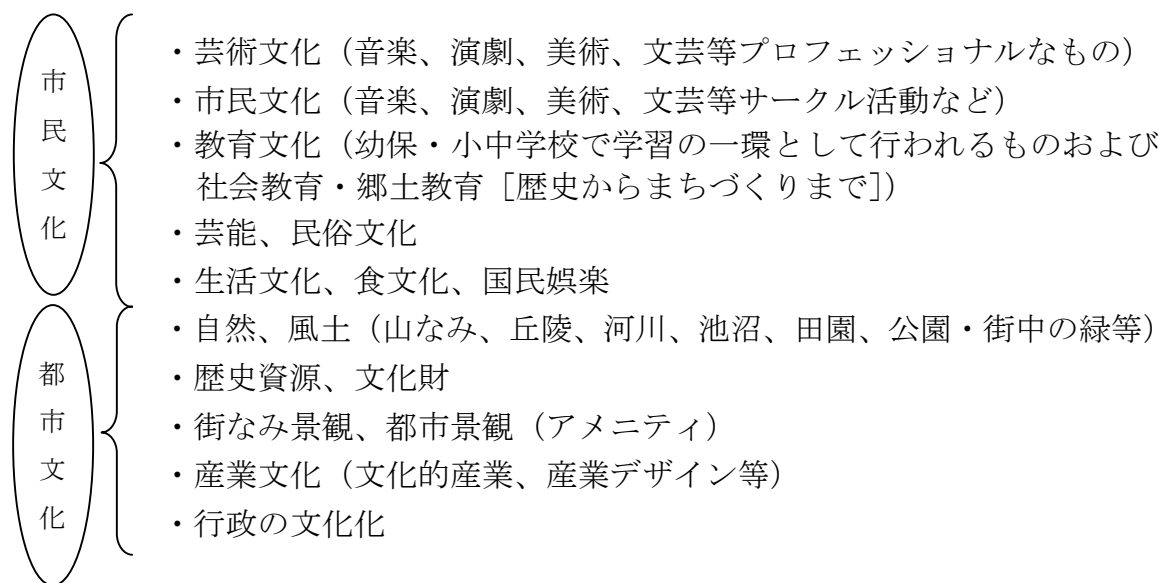 市民文化
・芸術文化（音楽、演劇、美術、文芸等プロフェッショナルなもの）
・市民文化（音楽、演劇、美術、文芸等サークル活動など）
・教育文化（幼保・小中学校で学習の一環として行われるものおよび
社会教育・郷土教育［歴史からまちづくりまで］）
・芸能、民俗文化
・生活文化、食文化、国民娯楽
都市文化
・自然、風土（山なみ、丘陵、河川、池沼、田園、公園・街中の緑等）
・歴史資源、文化財
・街なみ景観、都市景観（アメニティ）
・産業文化（文化的産業、産業デザイン等）
・行政の文化化